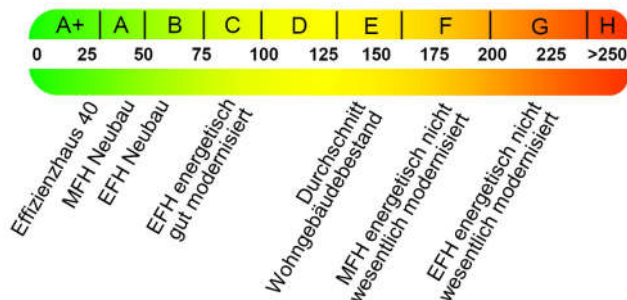 A+ A B C D E F G H
0 25 50 75 100 125 150 175 200 225 >250
Effizienzhaus 40
MFH Neubau
EFH Neubau
EFH energetisch
gut modernisiert
Durchschnitt
Wohngebäudebestand
MFH energetisch nicht
wesentlich modernisiert
EFH energetisch nicht
wesentlich modernisiert